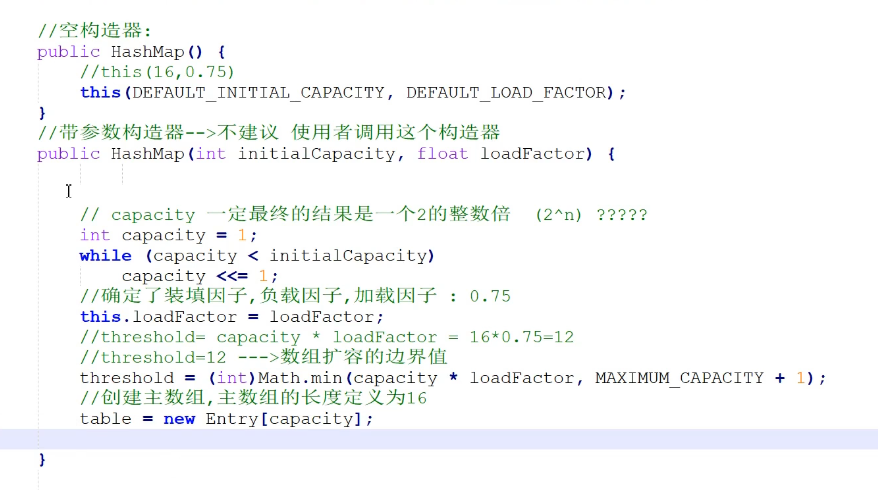 //空构造器:
public HashMap() {
//this(16,0.75)
this(DEFAULT_INITIAL_CAPACITY, DEFAULT_LOAD_FACTOR);
}
//带参数构造器-->不建议 使用者调用这个构造器
public HashMap(int initialCapacity, float loadFactor) {
// capacity 一定最终的结果是一个2的整数倍 (2^n) ?????
int capacity = 1;
while (capacity < initialCapacity)
capacity <<= 1;
//确定了装填因子,负载因子,加载因子 : 0.75
this.loadFactor = loadFactor;
//threshold= capacity * loadFactor = 16*0.75=12
//threshold=12 --->数组扩容的边界值
threshold = (int)Math.min(capacity * loadFactor, MAXIMUM_CAPACITY + 1);
//创建主数组,主数组的长度定义为16
table = new Entry[capacity];
}